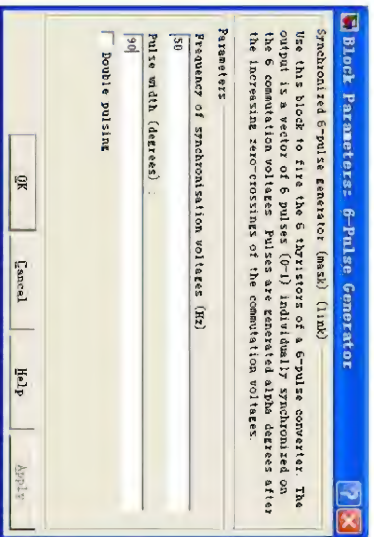 Block Parameters: 6-Pulse Generator
Synchronized 6-pulse generator (mask) (link)
Use this block to fire the 6 thyristors of a 6-pulse converter. The
output is a vector of 6 pulses (0-1) individually synchronized on
the 6 commutation voltages. Pulses are generated alpha degrees after
the increasing zero-crossings of the commutation voltages.
Parameters
Frequency of synchronisation voltages (Hz)
50
Pulse width (degrees) :
90
Double pulsing
OK
Cancel
Help
Apply